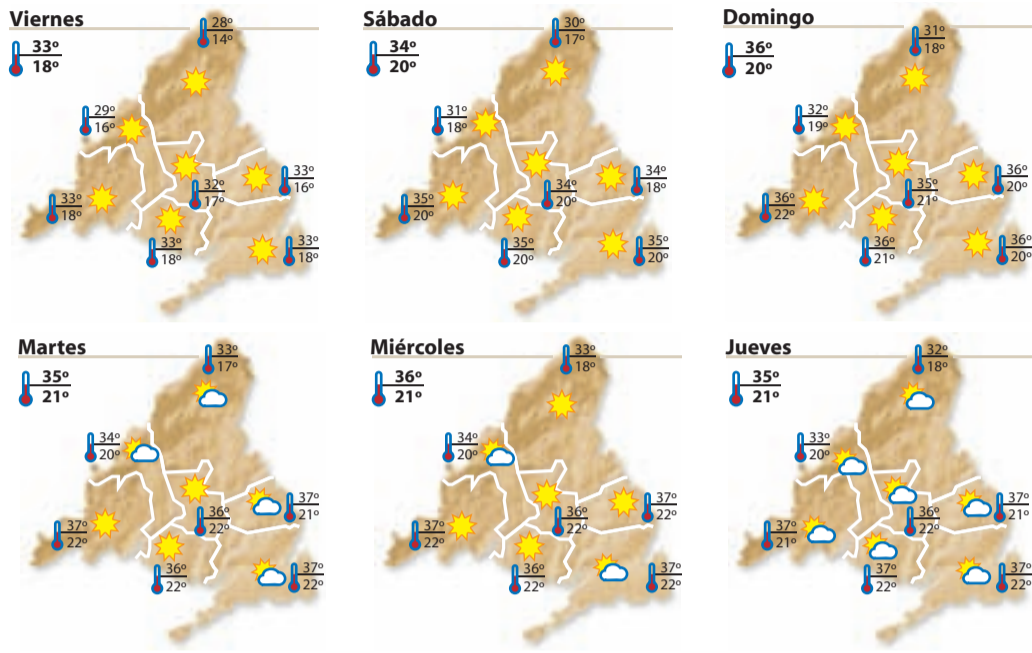 Viernes
33º
18º
28º
14º
29º
16º
33º
16º
32º
17º
33º
18º
33º
18º
33º
18º
Sábado
34º
20º
30º
17º
31º
18º
34º
18º
34º
20º
35º
20º
35º
20º
35º
20º
Domingo
36º
20º
31º
18º
32º
19º
36º
20º
35º
21º
36º
22º
36º
21º
36º
20º
Martes
35º
21º
33º
17º
34º
20º
37º
21º
36º
22º
37º
22º
36º
22º
37º
22º
Miércoles
36º
21º
33º
18º
34º
20º
37º
22º
36º
22º
37º
22º
36º
22º
37º
22º
Jueves
35º
21º
32º
18º
33º
20º
37º
21º
36º
22º
37º
21º
37º
22º
37º
22º